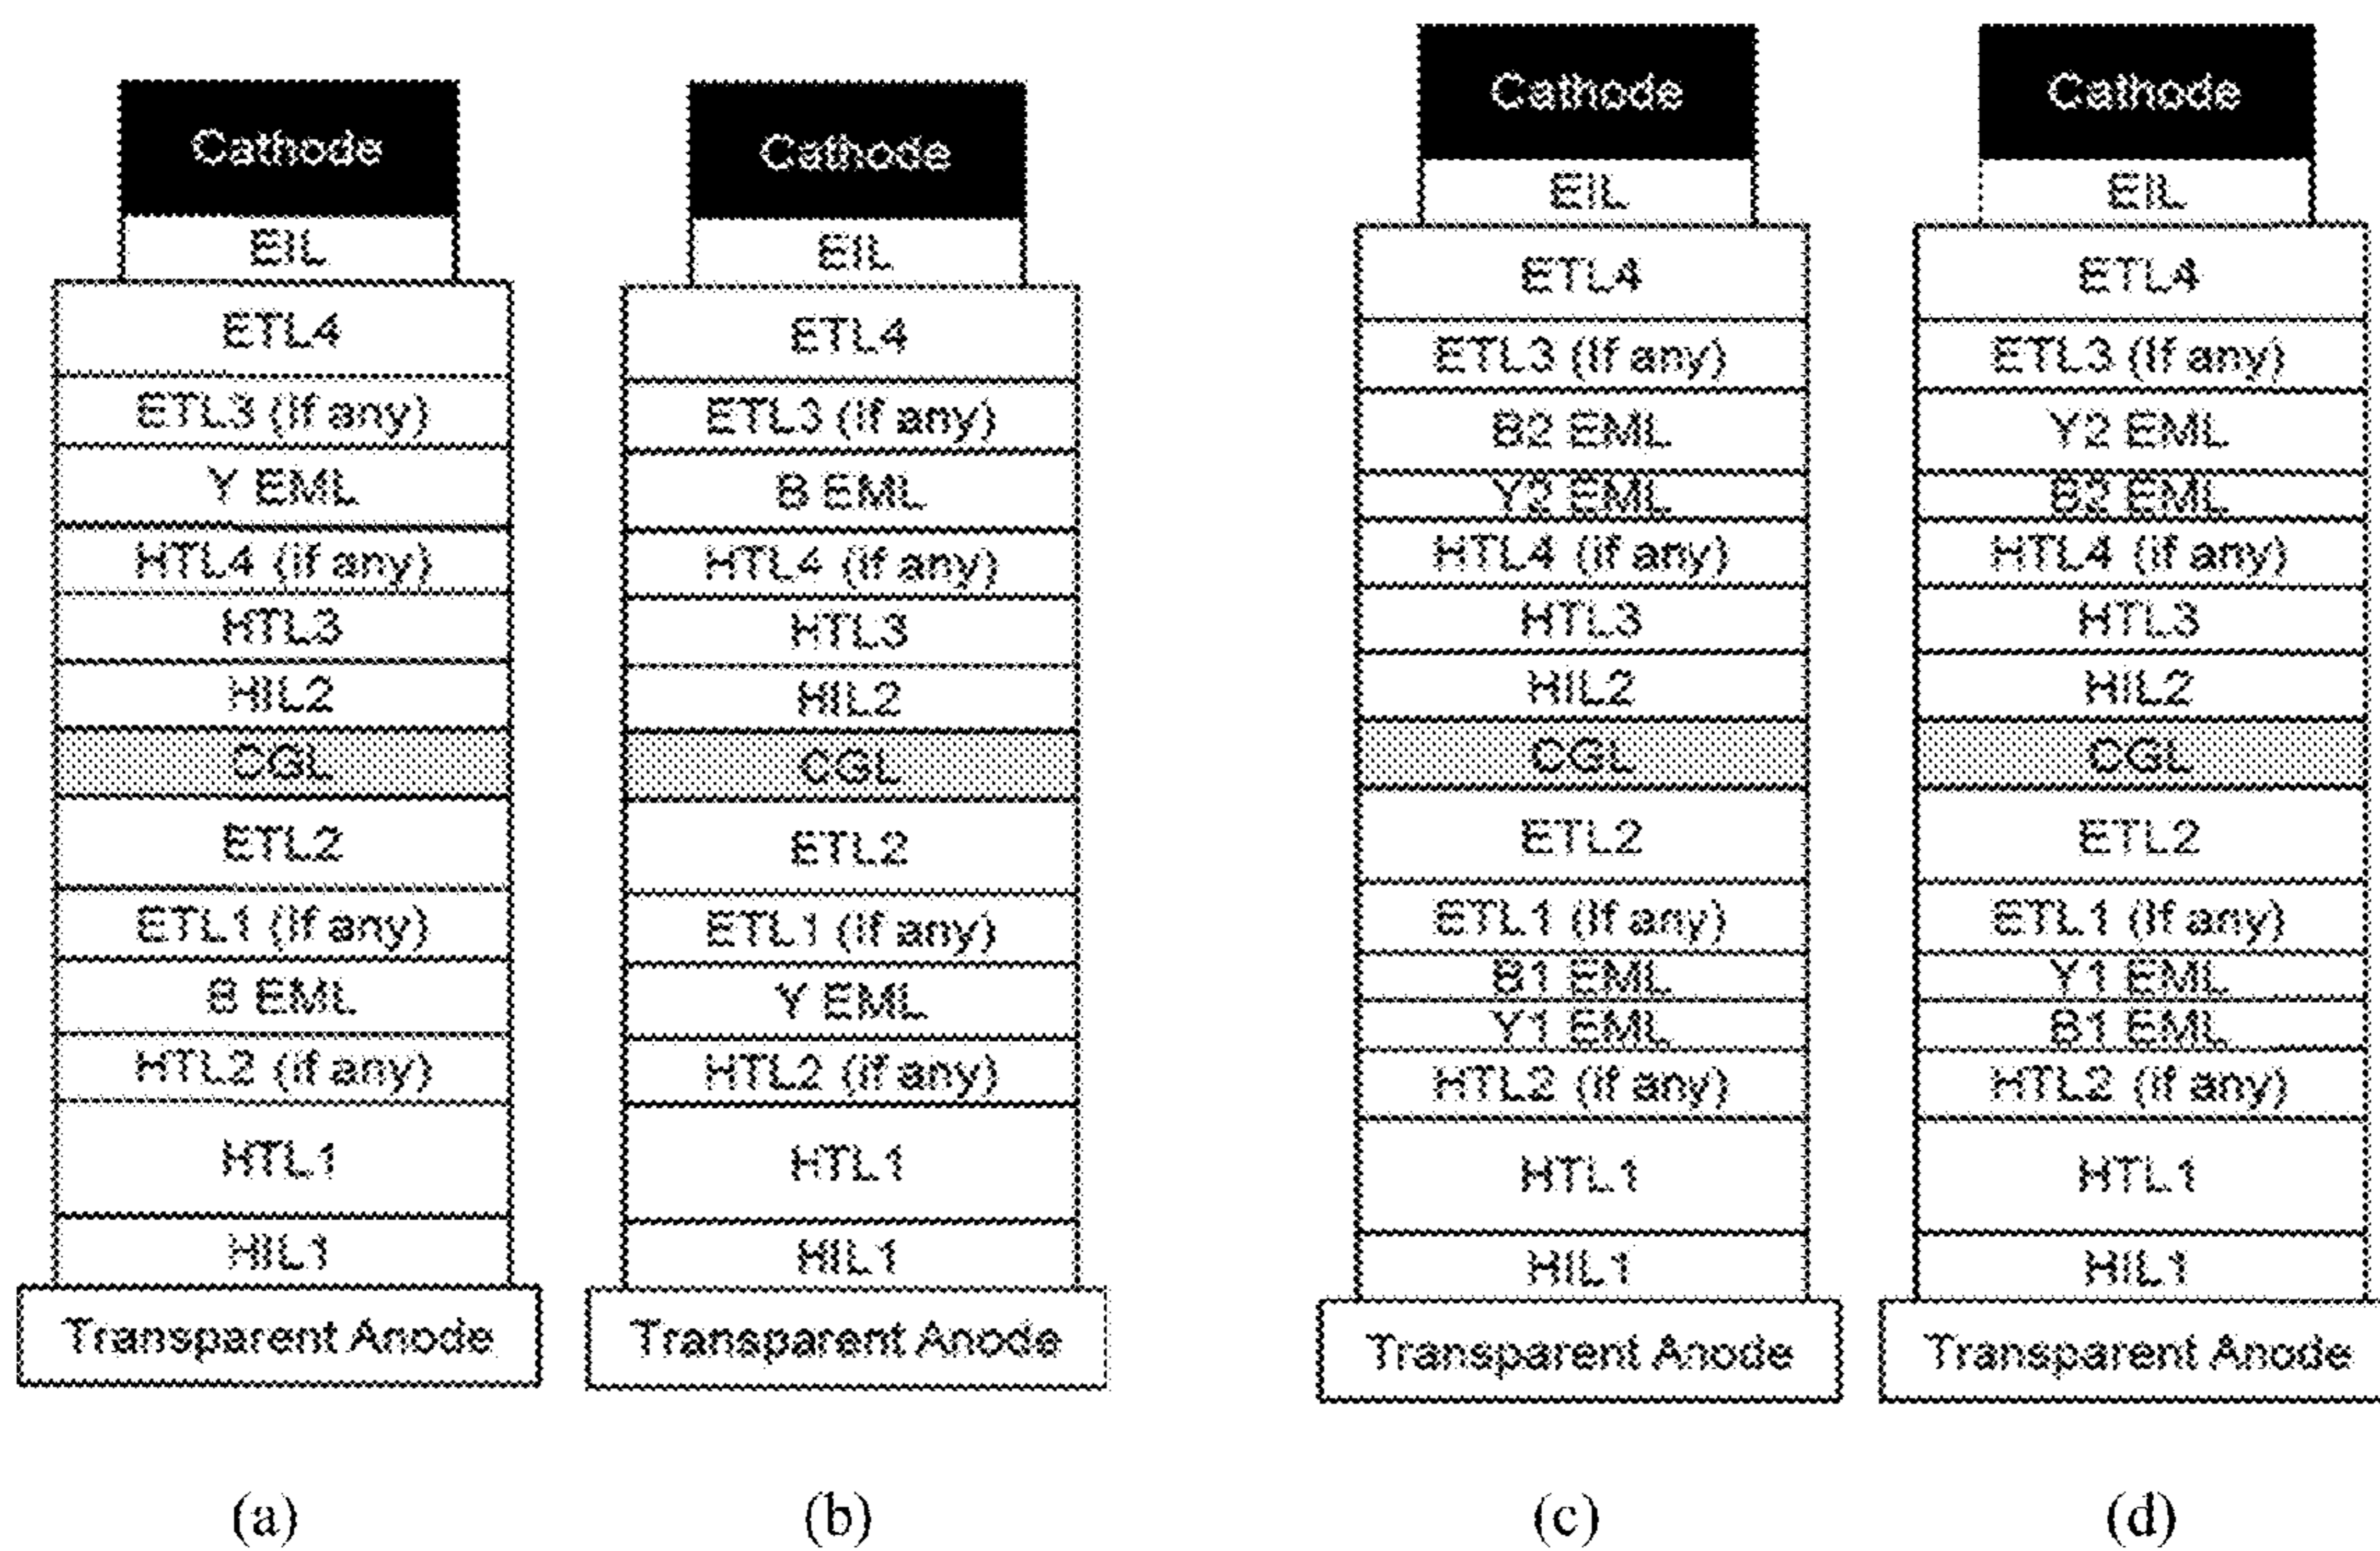 Cathode
EIL
ETL4
ETL3 (if any)
Y EML
HTL4 (if any)
HTL3
HIL2
CGL
ETL2
ETL1 (if any)
B EML
HTL2 (if any)
HTL1
HIL1
Transparent Anode
(a)
Cathode
EIL
ETL4
ETL3 (if any)
B EML
HTL4 (if any)
HTL3
HIL2
CGL
ETL2
ETL1 (if any)
Y EML
HTL2 (if any)
HTL1
HIL1
Transparent Anode
(b)
Cathode
EIL
ETL4
ETL3 (if any)
B2 EML
Y2 EML
HTL4 (if any)
HTL3
HIL2
CGL
ETL2
ETL1 (if any)
B1 EML
Y1 EML
HTL2 (if any)
HTL1
HIL1
Transparent Anode
(c)
Cathode
EIL
ETL4
ETL3 (if any)
Y2 EML
B2 EML
HTL4 (if any)
HTL3
HIL2
CGL
ETL2
ETL1 (if any)
Y1 EML
B1 EML
HTL2 (if any)
HTL1
HIL1
Transparent Anode
(d)